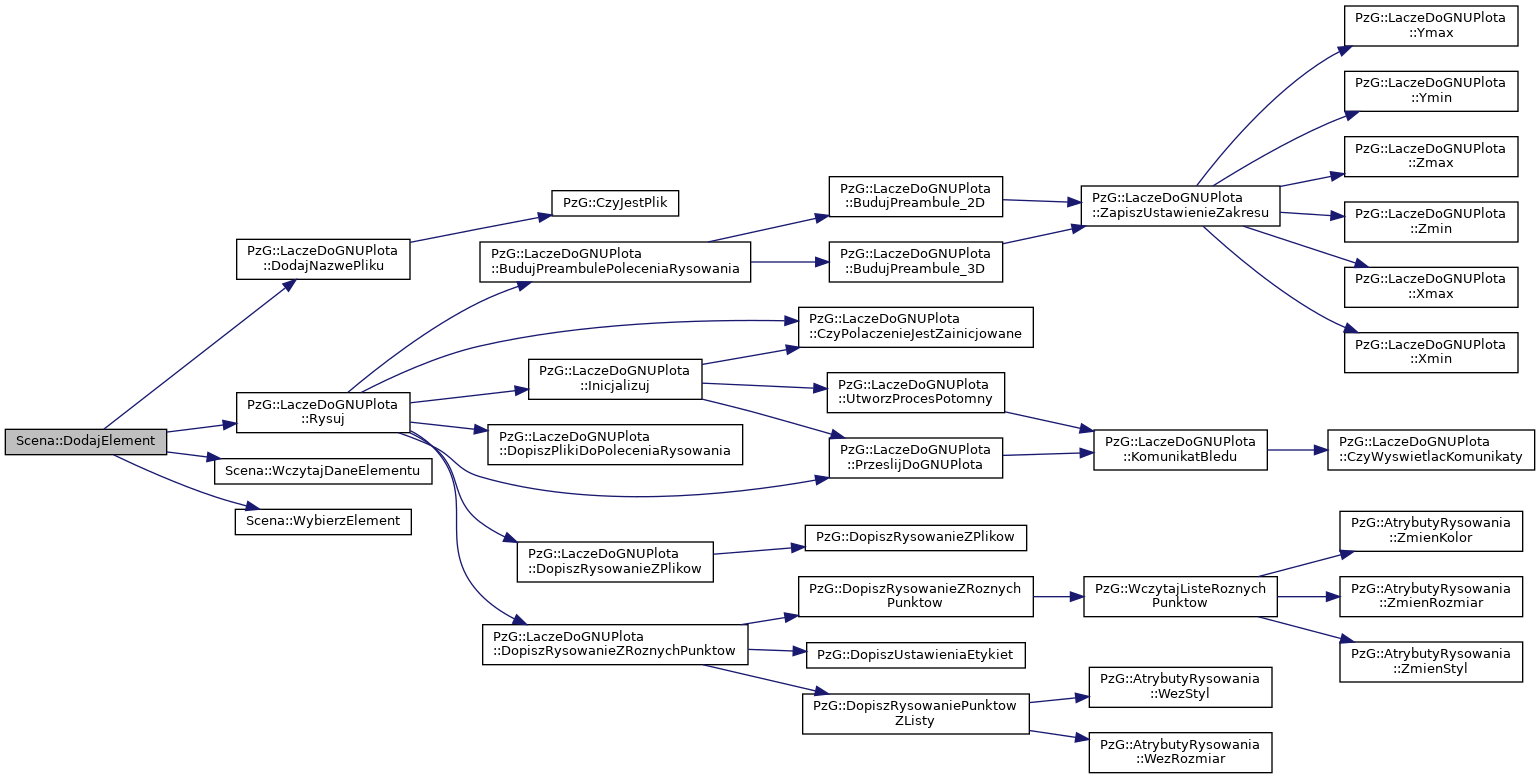 Scena::DodajElement
PzG::LaczeDoGNUPlota
::DodajNazwePliku
PzG::CzyJestPlik
PzG::LaczeDoGNUPlota
::Rysuj
Scena::WczytajDaneElementu
Scena::WybierzElement
PzG::LaczeDoGNUPlota
::BudujPreambulePoleceniaRysowania
PzG::LaczeDoGNUPlota
::BudujPreambule_2D
PzG::LaczeDoGNUPlota
::BudujPreambule_3D
PzG::LaczeDoGNUPlota
::ZapiszUstawienieZakresu
PzG::LaczeDoGNUPlota
::Ymax
PzG::LaczeDoGNUPlota
::Ymin
PzG::LaczeDoGNUPlota
::Zmax
PzG::LaczeDoGNUPlota
::Zmin
PzG::LaczeDoGNUPlota
::Xmax
PzG::LaczeDoGNUPlota
::Xmin
PzG::LaczeDoGNUPlota
::CzyPolaczenieJestZainicjowane
PzG::LaczeDoGNUPlota
::Inicjalizuj
PzG::LaczeDoGNUPlota
::UtworzProcesPotomny
PzG::LaczeDoGNUPlota
::DopiszPlikiDoPoleceniaRysowania
PzG::LaczeDoGNUPlota
::PrzeslijDoGNUPlota
PzG::LaczeDoGNUPlota
::KomunikatBledu
PzG::LaczeDoGNUPlota
::CzyWyswietlacKomunikaty
PzG::LaczeDoGNUPlota
::DopiszRysowanieZPlikow
PzG::DopiszRysowanieZPlikow
PzG::LaczeDoGNUPlota
::DopiszRysowanieZRoznychPunktow
PzG::DopiszRysowanieZRoznych
Punktow
PzG::WczytajListeRoznych
Punktow
PzG::AtrybutyRysowania
::ZmienKolor
PzG::AtrybutyRysowania
::ZmienRozmiar
PzG::AtrybutyRysowania
::ZmienStyl
PzG::DopiszUstawieniaEtykiet
PzG::DopiszRysowaniePunktow
ZListy
PzG::AtrybutyRysowania
::WezStyl
PzG::AtrybutyRysowania
::WezRozmiar